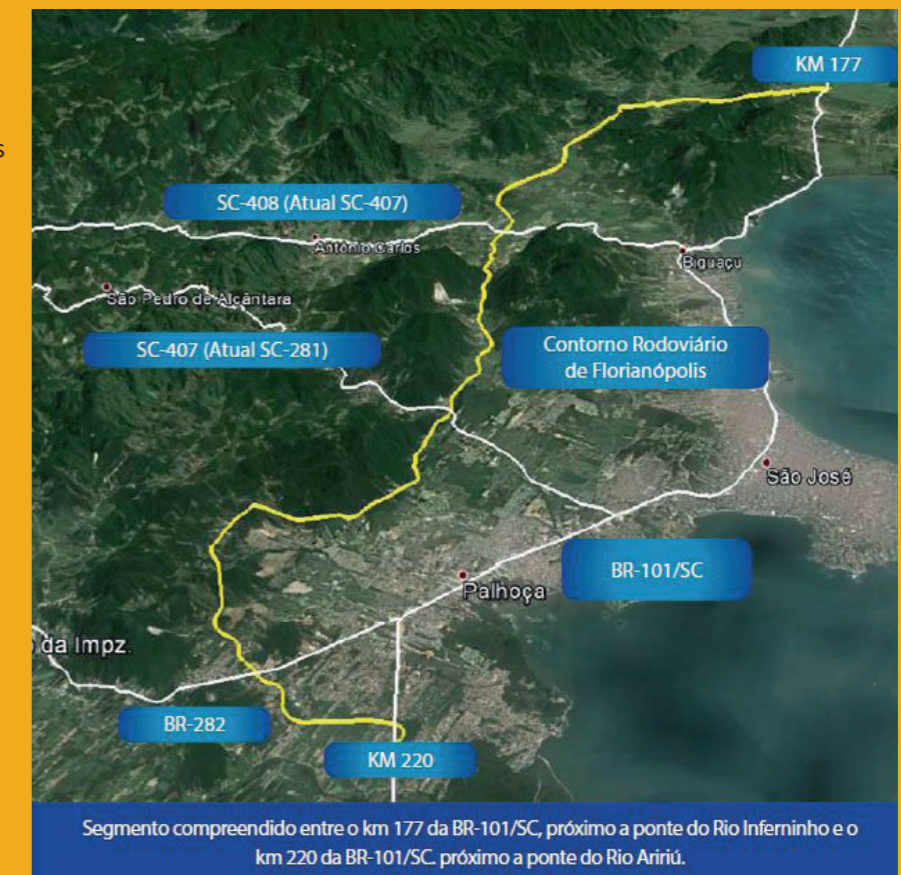 s
KM 177
SC-408 (Atual SC-407)
Antônio Carlos
Biguaçu
São Pedro de Alcântara
SC-407 (Atual SC-281)
Contorno Rodoviário
de Florianópolis
São José
BR-101/SC
Palhoça
da Impz.
BR-282
KM 220
Segmento compreendido entre o km 177 da BR-101/SC, próximo a ponte do Rio Inferninho e o
km 220 da BR-101/SC. próximo a ponte do Rio Aririú.